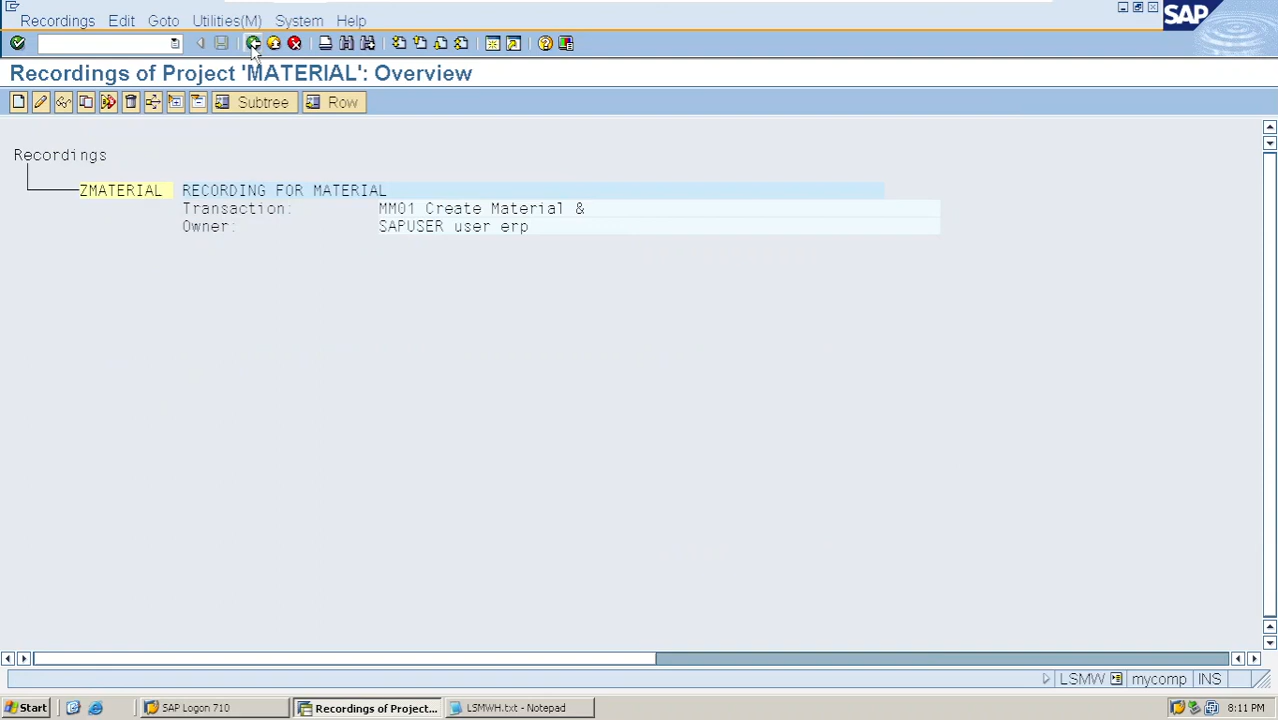 Recordings Edit Goto Utilities(M) System Help
SAP
Recordings of Project 'MATERIAL': Overview
Subtree Row
Recordings
ZMATERIAL RECORDING FOR MATERIAL
Transaction: MM01 Create Material &
Owner: SAPUSER user erp
LSMW mycomp INS
Start SAP Logon 710 Recordings of Project... LSMWH.txt - Notepad 8:11 PM